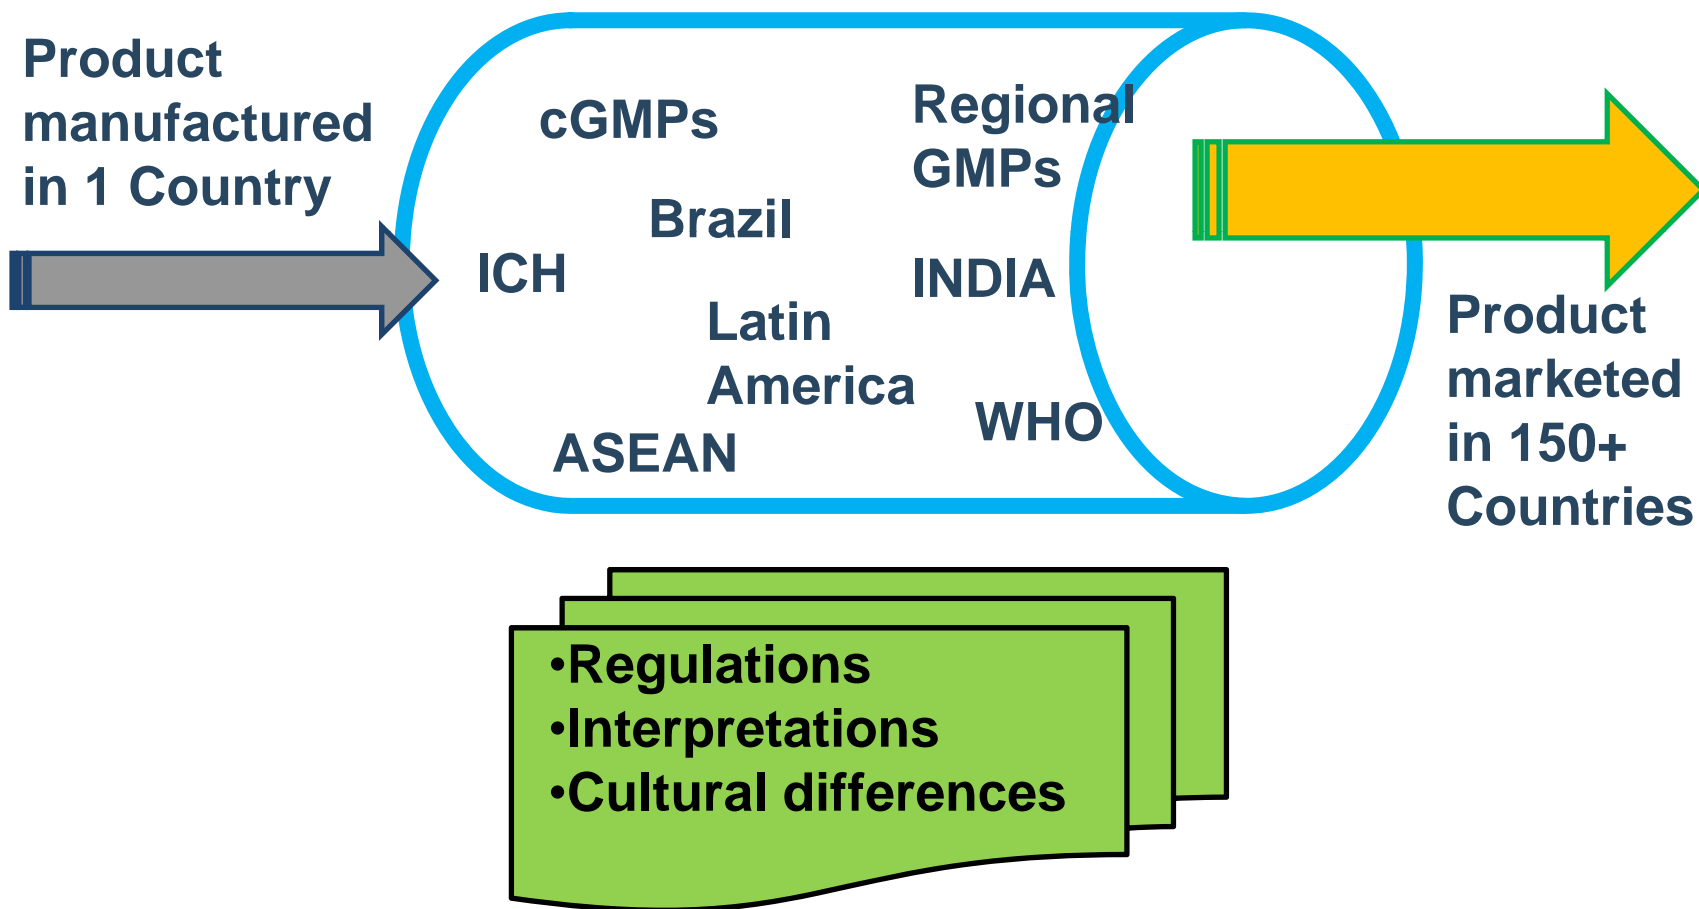 Product
manufactured
in 1 Country
cGMPs
Regional
GMPs
Brazil
ICH
INDIA
Latin
America
WHO
ASEAN
Product
marketed
in 150+
Countries
•Regulations
•Interpretations
•Cultural differences